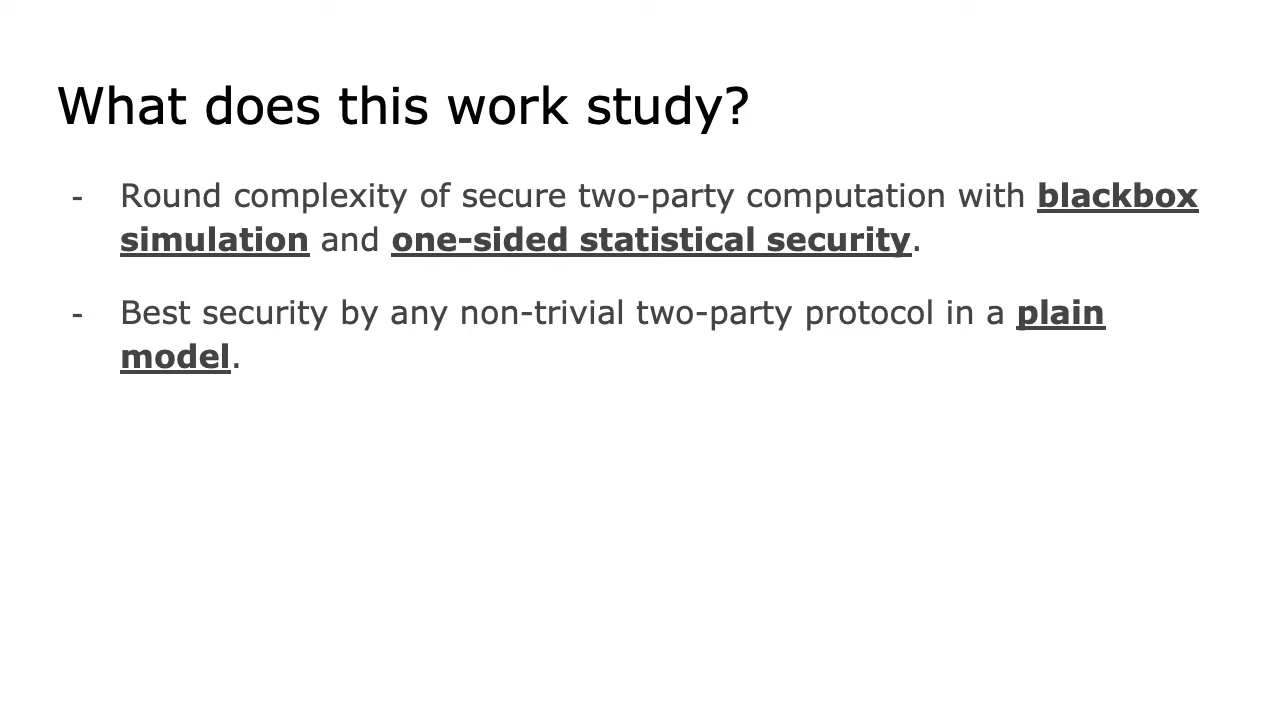 What does this work study?
- Round complexity of secure two-party computation with blackbox
simulation and one-sided statistical security.
- Best security by any non-trivial two-party protocol in a plain
model.